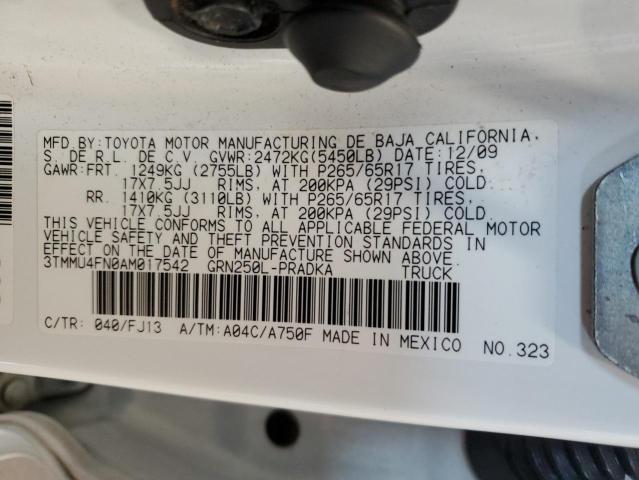 MFD.BY:TOYOTA MOTOR MANUFACTURING DE BAJA CALIFORNIA,
S. DE R.L. DE C.V. GVWR:2472KG(5450LB) DATE:12/09
GAWR:FRT. 1249KG (2755LB) WITH P265/65R17 TIRES,
17X7.5JJ RIMS, AT 200KPA (29PSI) COLD.
RR. 1410KG (3110LB) WITH P265/65R17 TIRES,
17X7.5JJ RIMS, AT 200KPA (29PSI) COLD.
THIS VEHICLE CONFORMS TO ALL APPLICABLE FEDERAL MOTOR
VEHICLE SAFETY AND THEFT PREVENTION STANDARDS IN
EFFECT ON THE DATE OF MANUFACTURE SHOWN ABOVE.
3TMMU4FN0AM017542 GRN250L-PRADKA TRUCK
C/TR: 040/FJ13 A/TM:A04C/A750F MADE IN MEXICO NO.323